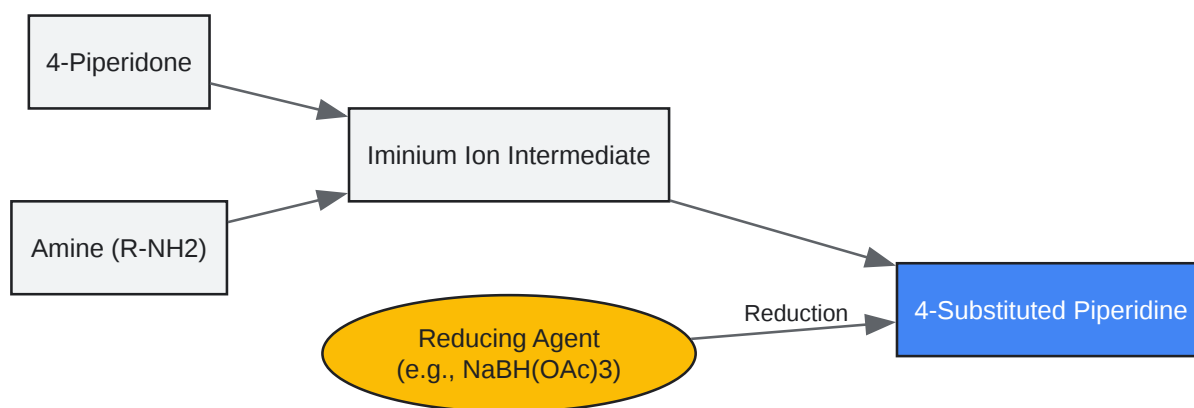 4-Piperidone
Iminium Ion Intermediate
Amine (R-NH2)
4-Substituted Piperidine
Reduction
Reducing Agent
(e.g., NaBH(OAc)3)